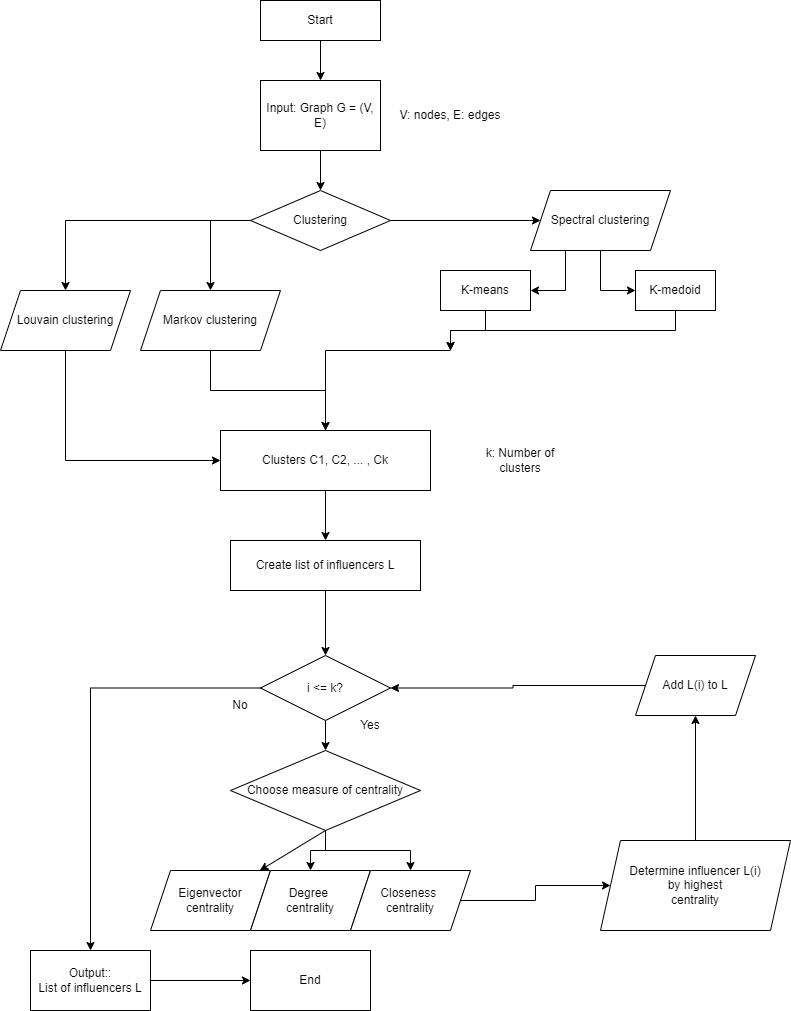 Start
Input: Graph G = (V,
E)
V: nodes, E: edges
Clustering
Spectral clustering
K-means
K-medoid
Louvain clustering
Markov clustering
Clusters C1, C2, ... , Ck
k: Number of
clusters
Create list of influencers L
i <= k?
Add L(i) to L
No
Yes
Choose measure of centrality
Eigenvector
centrality
Degree
centrality
Closeness
centrality
Determine influencer L(i)
by highest
centrality
Output::
List of influencers L
End